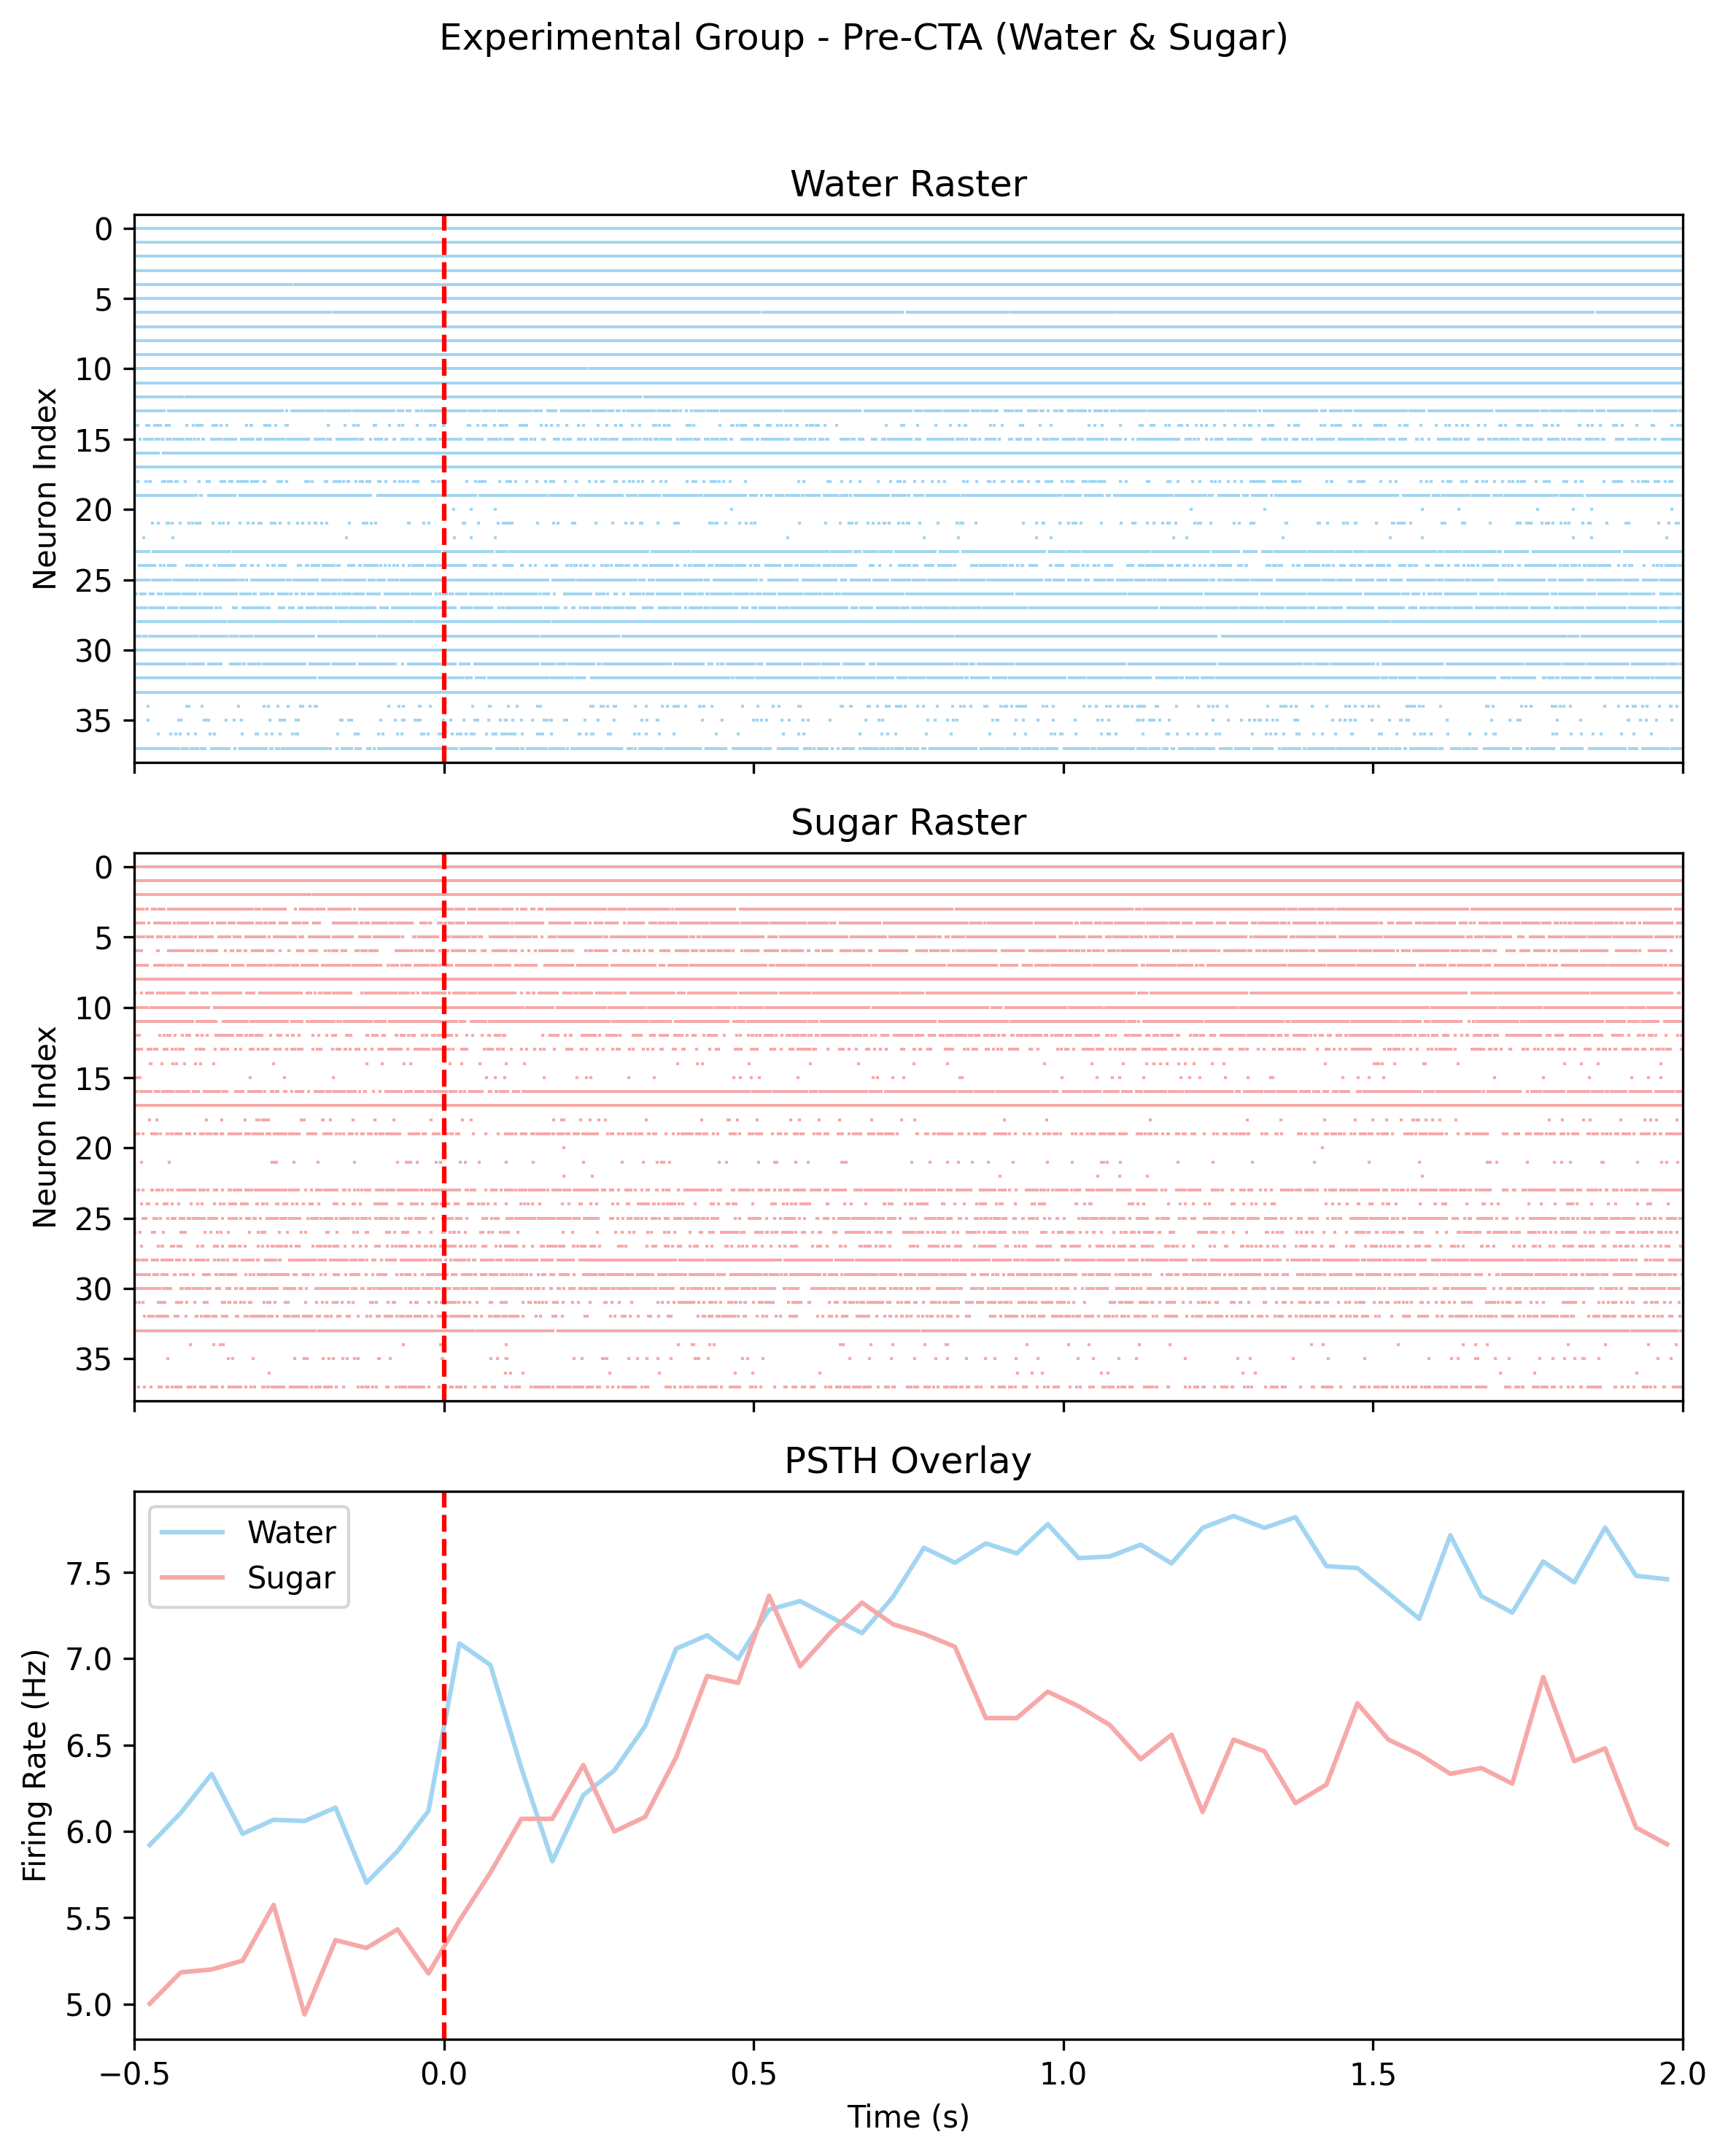 Experimental Group - Pre-CTA (Water & Sugar)
Water Raster
0
5
10
15
20
25
30
35
Neuron Index
Sugar Raster
0
5
10
15
20
25
30
35
Neuron Index
PSTH Overlay
Water
Sugar
7.5
7.0
6.5
6.0
5.5
5.0
Firing Rate (Hz)
−0.5 0.0 0.5 1.0 1.5 2.0
Time (s)